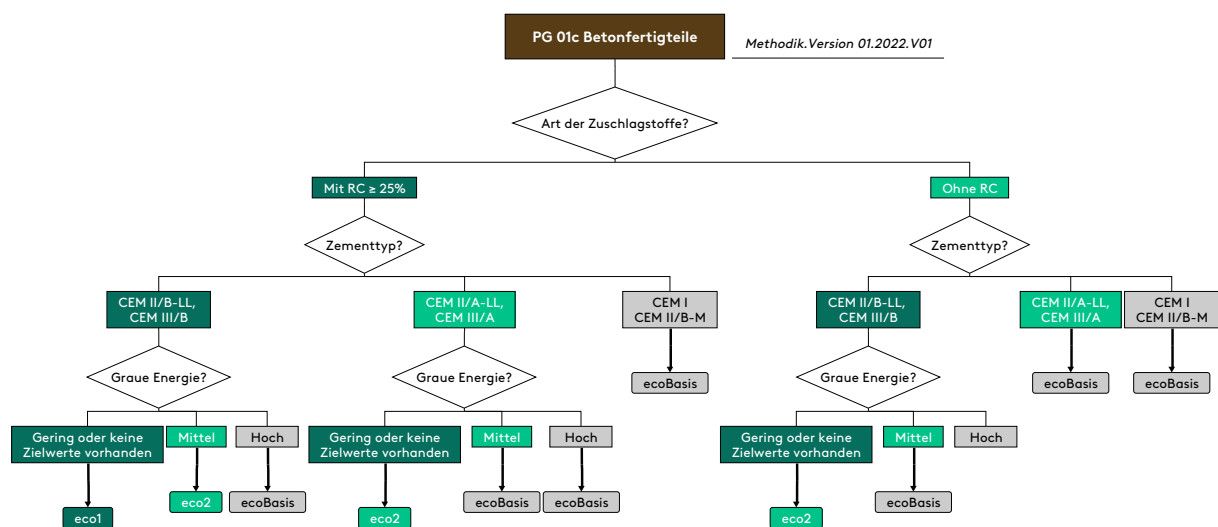 PG 01c Betonfertigteile
Methodik.Version 01.2022.V01
Art der Zuschlagstoffe?
Mit RC ≥ 25%
Ohne RC
Zementtyp?
Zementtyp?
CEM II/B-LL,
CEM III/B
CEM II/A-LL,
CEM III/A
CEM I
CEM II/B-M
CEM II/B-LL,
CEM III/B
CEM II/A-LL,
CEM III/A
CEM I
CEM II/B-M
Graue Energie?
Graue Energie?
ecoBasis
Graue Energie?
ecoBasis
ecoBasis
Gering oder keine
Zielwerte vorhanden
Mittel
Hoch
Gering oder keine
Zielwerte vorhanden
Mittel
Hoch
Gering oder keine
Zielwerte vorhanden
Mittel
Hoch
eco1
eco2
ecoBasis
eco2
ecoBasis
ecoBasis
eco2
ecoBasis